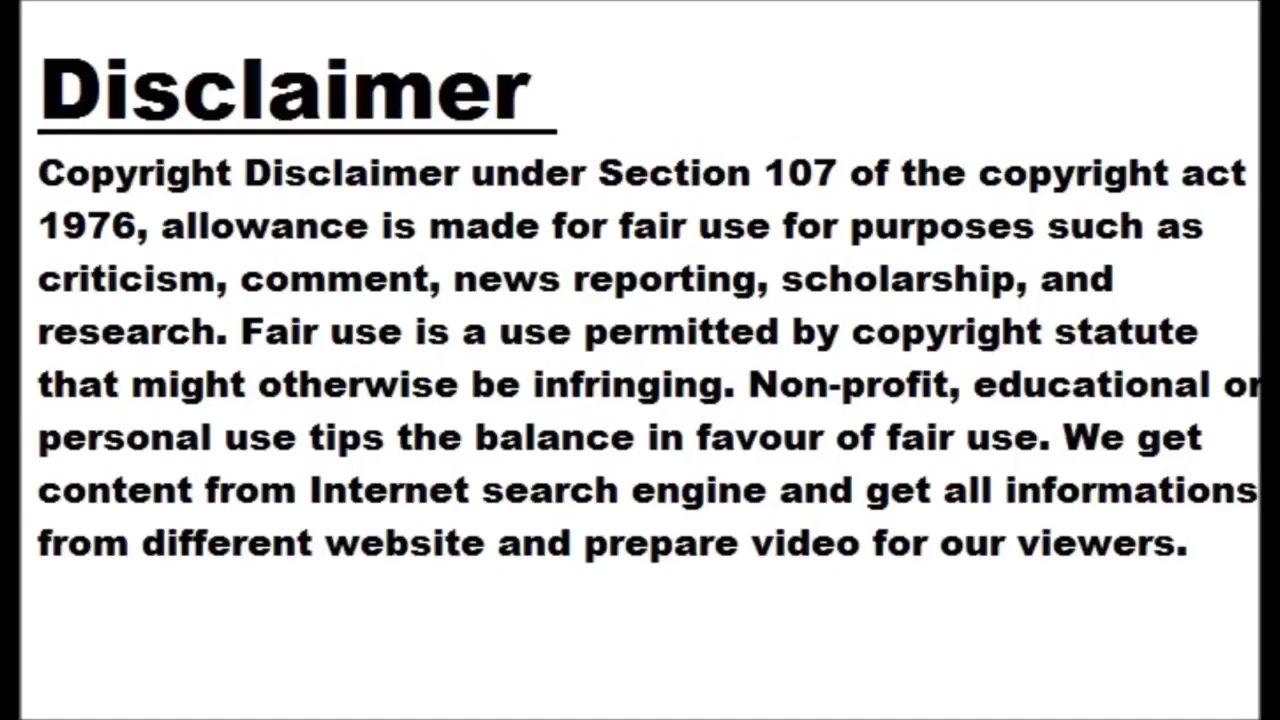 Disclaimer
Copyright Disclaimer under Section 107 of the copyright act
1976, allowance is made for fair use for purposes such as
criticism, comment, news reporting, scholarship, and
research. Fair use is a use permitted by copyright statute
that might otherwise be infringing. Non-profit, educational or
personal use tips the balance in favour of fair use. We get
content from Internet search engine and get all informations
from different website and prepare video for our viewers.